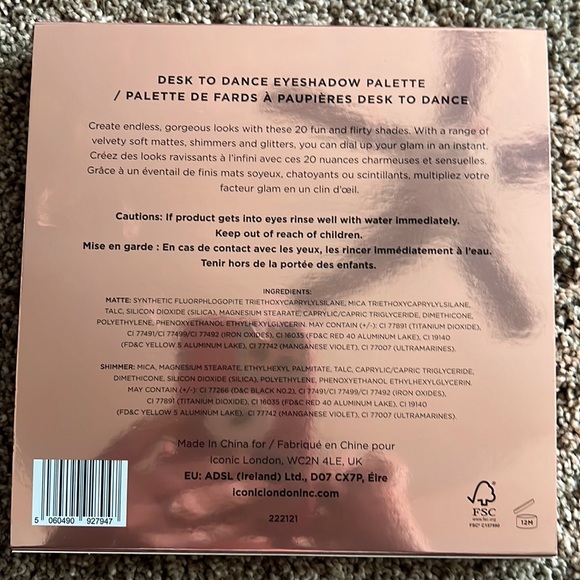 DESK TO DANCE EYESHADOW PALETTE
/ PALETTE DE FARDS À PAUPIÈRES DESK TO DANCE
Create endless, gorgeous looks with these 20 fun and flirty shades. With a range of
velvety soft mattes, shimmers and glitters, you can dial up your glam in an instant.
Créez des looks ravissants à l'infini avec ces 20 nuances charmeuses et sensuelles.
Grâce à un éventail de finis mats soyeux, chatoyants ou scintillants, multipliez votre
facteur glam en un clin d'œil.
Cautions: If product gets into eyes rinse well with water immediately.
Keep out of reach of children.
Mise en garde : En cas de contact avec les yeux, les rincer immédiatement à l'eau.
Tenir hors de la portée des enfants.
INGREDIENTS:
MATTE: SYNTHETIC FLUORPHLOGOPITE TRIETHOXYCAPRYLYLSILANE, MICA TRIETHOXYCAPRYLYLSILANE,
TALC, SILICON DIOXIDE (SILICA), MAGNESIUM STEARATE, CAPRYLIC/CAPRIC TRIGLYCERIDE, DIMETHICONE,
POLYETHYLENE, PHENOXYETHANOL ETHYLHEXYLGLYCERIN. MAY CONTAIN (+/-): CI 77891 (TITANIUM DIOXIDE),
CI 77491/CI 77499/CI 77492 (IRON OXIDES), CI 16035 (FD&C RED 40 ALUMINUM LAKE), CI 19140
(FD&C YELLOW 5 ALUMINUM LAKE), CI 77742 (MANGANESE VIOLET), CI 77007 (ULTRAMARINES).
SHIMMER: MICA, MAGNESIUM STEARATE, ETHYLHEXYL PALMITATE, TALC, CAPRYLIC/CAPRIC TRIGLYCERIDE,
DIMETHICONE, SILICON DIOXIDE (SILICA), POLYETHYLENE, PHENOXYETHANOL ETHYLHEXYLGLYCERIN.
MAY CONTAIN (+/-): CI 77266 (D&C BLACK NO.2), CI 77491/CI 77499/CI 77492 (IRON OXIDES),
CI 77891 (TITANIUM DIOXIDE), CI 16035 (FD&C RED 40 ALUMINUM LAKE), CI 19140
(FD&C YELLOW 5 ALUMINUM LAKE), CI 77742 (MANGANESE VIOLET), CI 77007 (ULTRAMARINES).
Made In China for / Fabriqué en Chine pour
Iconic London, WC2N 4LE, UK
EU: ADSL (Ireland) Ltd., D07 CX7P, Éire
iconiclondoninc.com
5 060490 927947
222121
FSC
www.fsc.org
12M